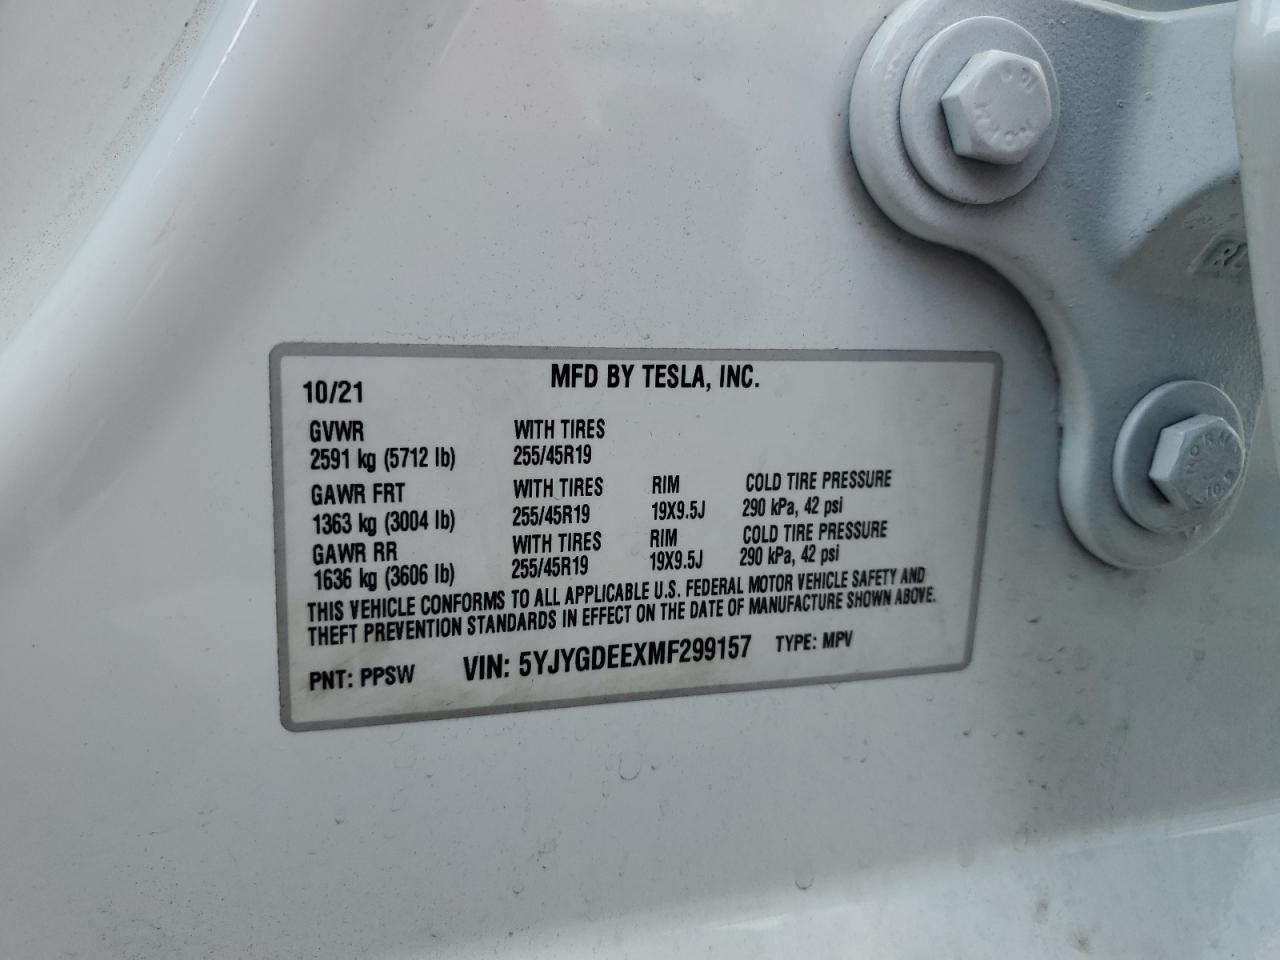 MFD BY TESLA, INC.
10/21
GVWR WITH TIRES
2591 kg (5712 lb) 255/45R19
GAWR FRT WITH TIRES RIM COLD TIRE PRESSURE
1363 kg (3004 lb) 255/45R19 19X9.5J 290 kPa, 42 psi
GAWR RR WITH TIRES RIM COLD TIRE PRESSURE
1636 kg (3606 lb) 255/45R19 19X9.5J 290 kPa, 42 psi
THIS VEHICLE CONFORMS TO ALL APPLICABLE U.S. FEDERAL MOTOR VEHICLE SAFETY AND
THEFT PREVENTION STANDARDS IN EFFECT ON THE DATE OF MANUFACTURE SHOWN ABOVE.
PNT: PPSW VIN: 5YJYGDEEXMF299157 TYPE: MPV